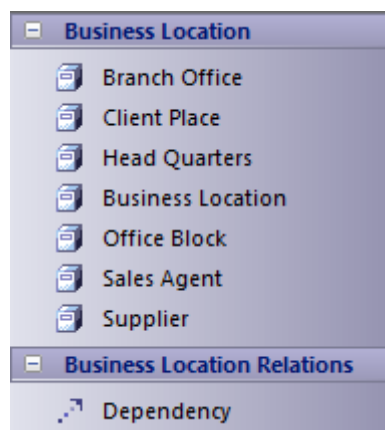 Business Location
Branch Office
Client Place
Head Quarters
Business Location
Office Block
Sales Agent
Supplier
Business Location Relations
Dependency